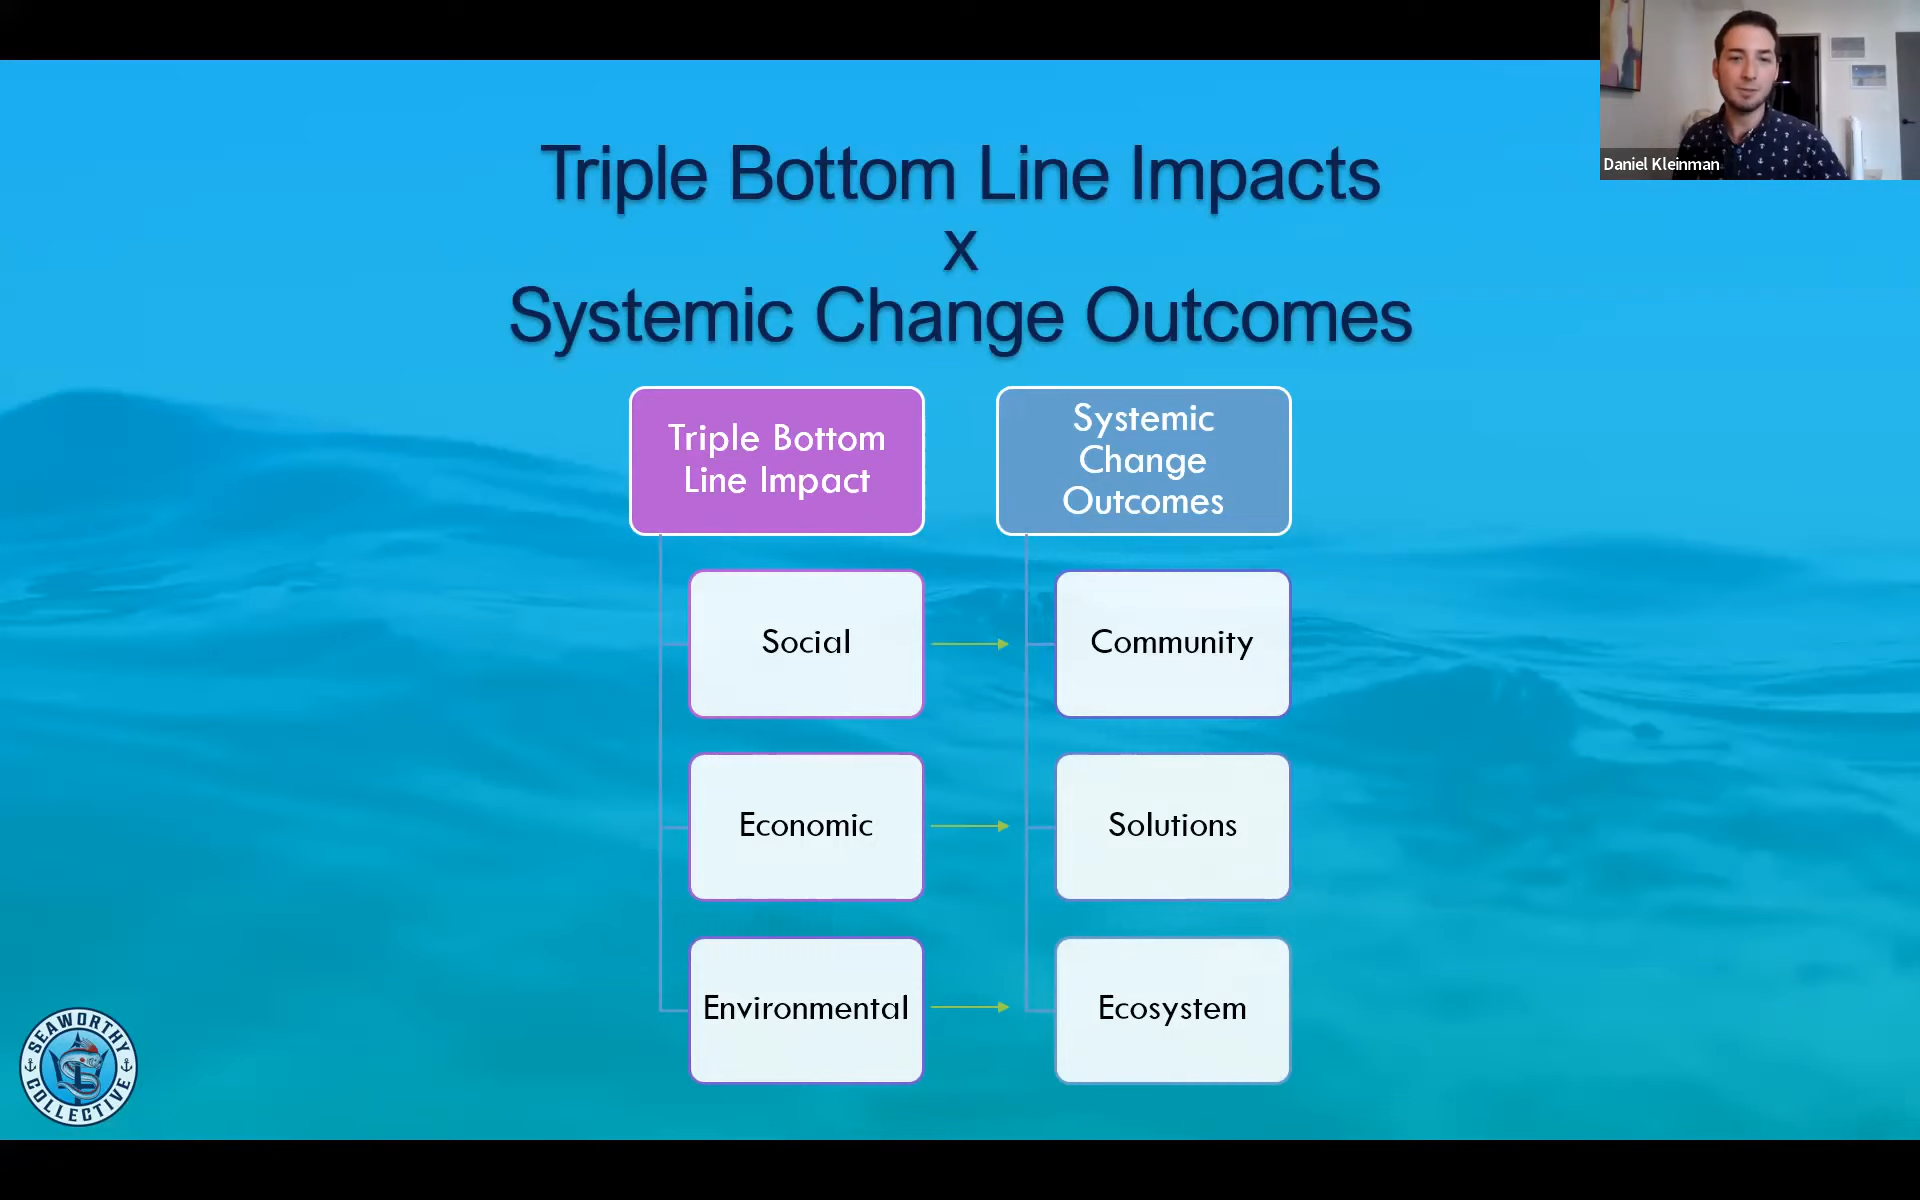 Daniel Kleinman
Triple Bottom Line Impacts
x
Systemic Change Outcomes
Triple Bottom
Line Impact
Systemic
Change
Outcomes
Social
Community
Economic
Solutions
Environmental
Ecosystem
SEAWORTHY
COLLECTIVE